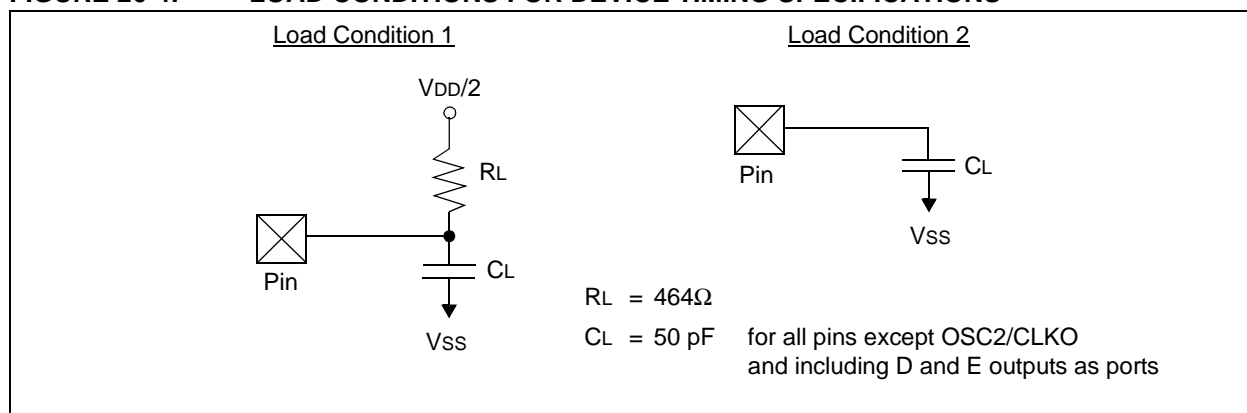 Load Condition 1
Load Condition 2
VDD/2
RL
Pin
CL
VSS
Pin
CL
VSS
RL = 464Ω
CL = 50 pF for all pins except OSC2/CLKO
and including D and E outputs as ports